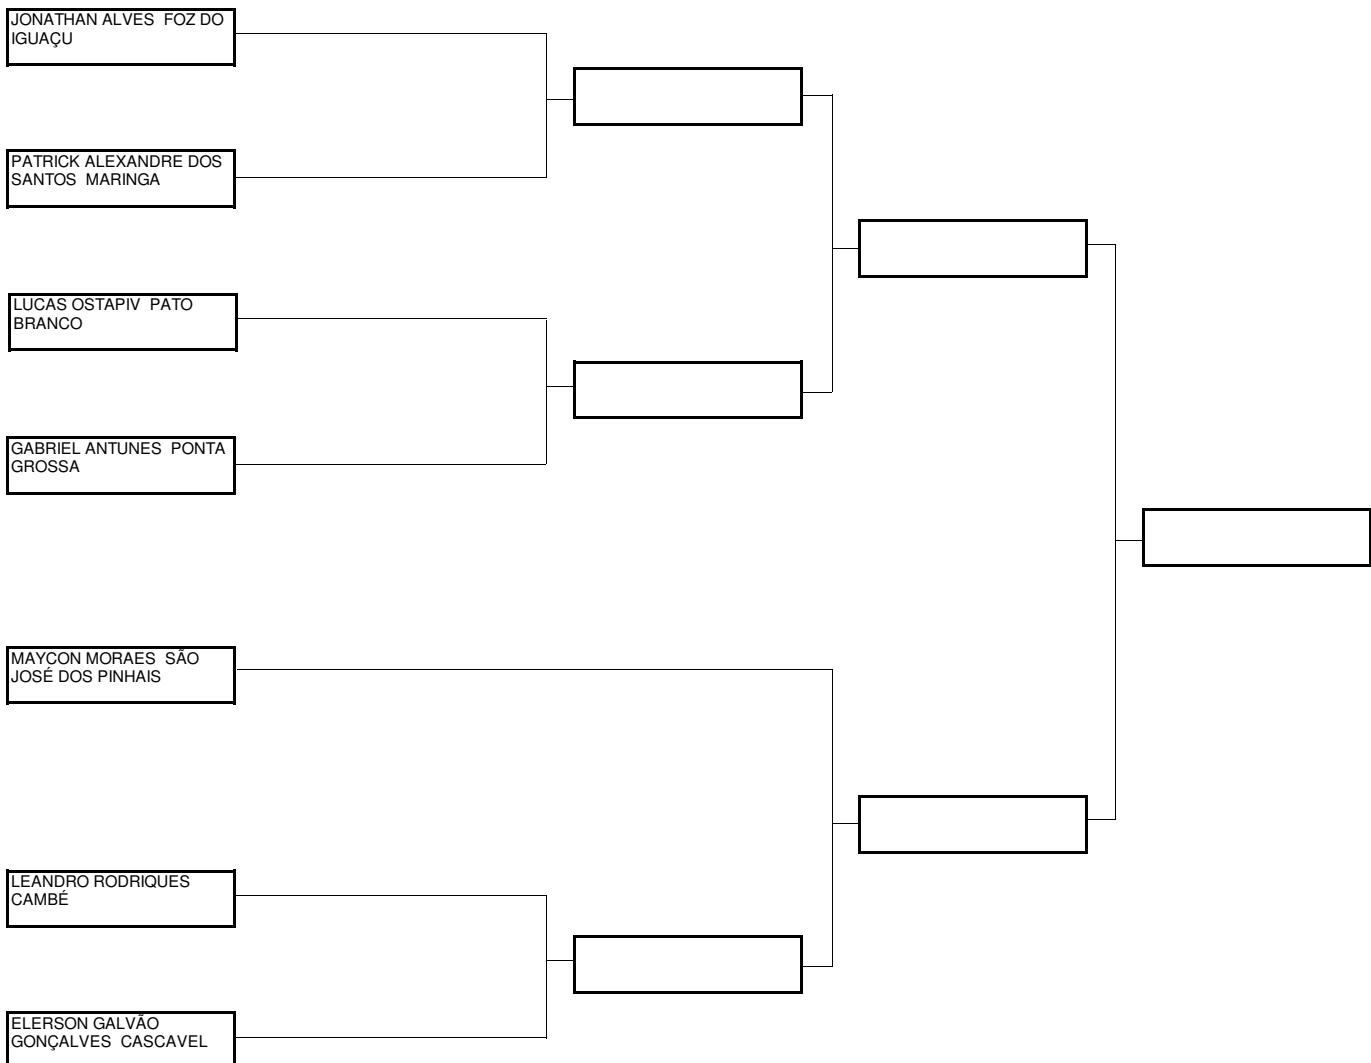 JONATHAN ALVES  FOZ DO
IGUAÇU
PATRICK ALEXANDRE DOS
SANTOS  MARINGA
LUCAS OSTAPIV  PATO
BRANCO
GABRIEL ANTUNES  PONTA
GROSSA
MAYCON MORAES  SÃO
JOSÉ DOS PINHAIS
LEANDRO RODRIQUES
CAMBÉ
ELERSON GALVÃO
GONÇALVES  CASCAVEL